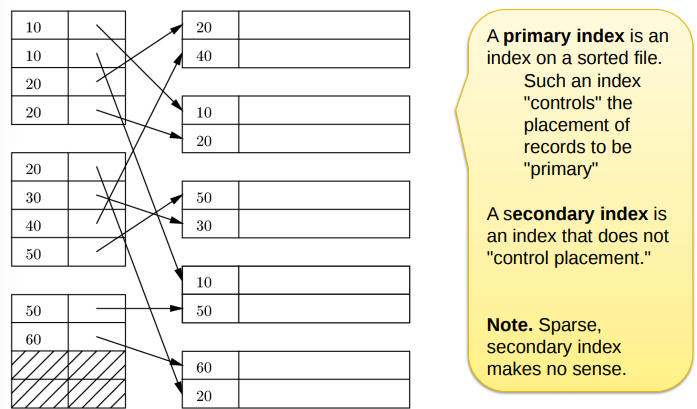 10
10
20
20
20
30
40
50
50
60
20
40
10
20
50
30
10
50
60
20
A primary index is an
index on a sorted file.
Such an index
"controls" the
placement of
records to be
"primary"
A secondary index is
an index that does not
"control placement."
Note. Sparse,
secondary index
makes no sense.